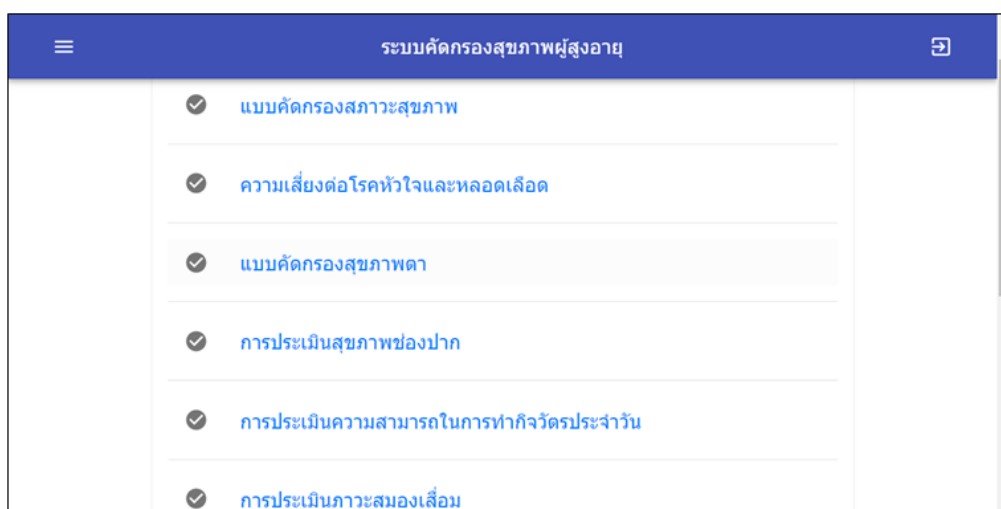 ระบบคัดกรองสุขภาพผู้สูงอายุ
แบบคัดกรองสภาวะสุขภาพ
ความเสี่ยงต่อโรคหัวใจและหลอดเลือด
แบบคัดกรองสุขภาพตา
การประเมินสุขภาพช่องปาก
การประเมินความสามารถในการทำกิจวัตรประจำวัน
การประเมินภาวะสมองเสื่อม